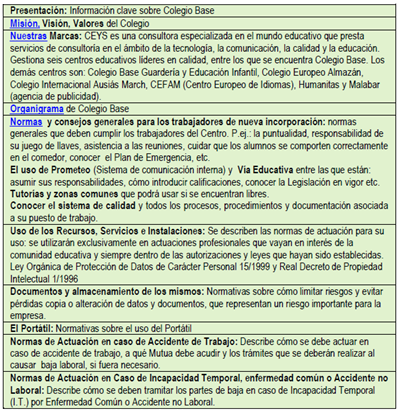 Presentación: Información clave sobre Colegio Base
Misión, Visión, Valores del Colegio
Nuestras Marcas: CEYS es una consultora especializada en el mundo educativo que presta
servicios de consultoría en el ámbito de la tecnología, la comunicación, la calidad y la educación.
Gestiona seis centros educativos líderes en calidad, entre los que se encuentra Colegio Base. Los
demás centros son: Colegio Base Guardería y Educación Infantil, Colegio Europeo Almazán,
Colegio Internacional Ausiás March, CEFAM (Centro Europeo de Idiomas), Humanitas y Malabar
(agencia de publicidad).
Organigrama de Colegio Base
Normas y consejos generales para los trabajadores de nueva incorporación: normas
generales que deben cumplir los trabajadores del Centro. P.ej.: la puntualidad, responsabilidad de
su juego de llaves, asistencia a las reuniones, cuidar que los alumnos se comporten correctamente
en el comedor, conocer el Plan de Emergencia, etc.
El uso de Prometeo (Sistema de comunicación interna) y Via Educativa entre las que están:
asumir sus responsabilidades, cómo introducir calificaciones, conocer la Legislación en vigor etc.
Tutorías y zonas comunes que podrá usar si se encuentran libres.
Conocer el sistema de calidad y todos los procesos, procedimientos y documentación asociada
a su puesto de trabajo.
Uso de los Recursos, Servicios e Instalaciones: Se describen las normas de actuación para su
uso: se utilizarán exclusivamente en actuaciones profesionales que vayan en interés de la
comunidad educativa y siempre dentro de las autorizaciones y leyes que hayan sido establecidas.
Ley Orgánica de Protección de Datos de Carácter Personal 15/1999 y Real Decreto de Propiedad
Intelectual 1/1996
Documentos y almacenamiento de los mismos: Normativas sobre cómo limitar riesgos y evitar
pérdidas copia o alteración de datos y documentos, que representan un riesgo importante para la
empresa.
El Portátil: Normativas sobre el uso del Portátil
Normas de Actuación en caso de Accidente de Trabajo: Describe cómo se debe actuar en
caso de accidente de trabajo, a qué Mutua debe acudir y los trámites que se deberán realizar al
causar baja laboral, si fuera necesario.
Normas de Actuación en Caso de Incapacidad Temporal, enfermedad común o Accidente no
Laboral: Describe cómo se deben tramitar los partes de baja en caso de Incapacidad Temporal
(I.T.) por Enfermedad Común o Accidente no Laboral.